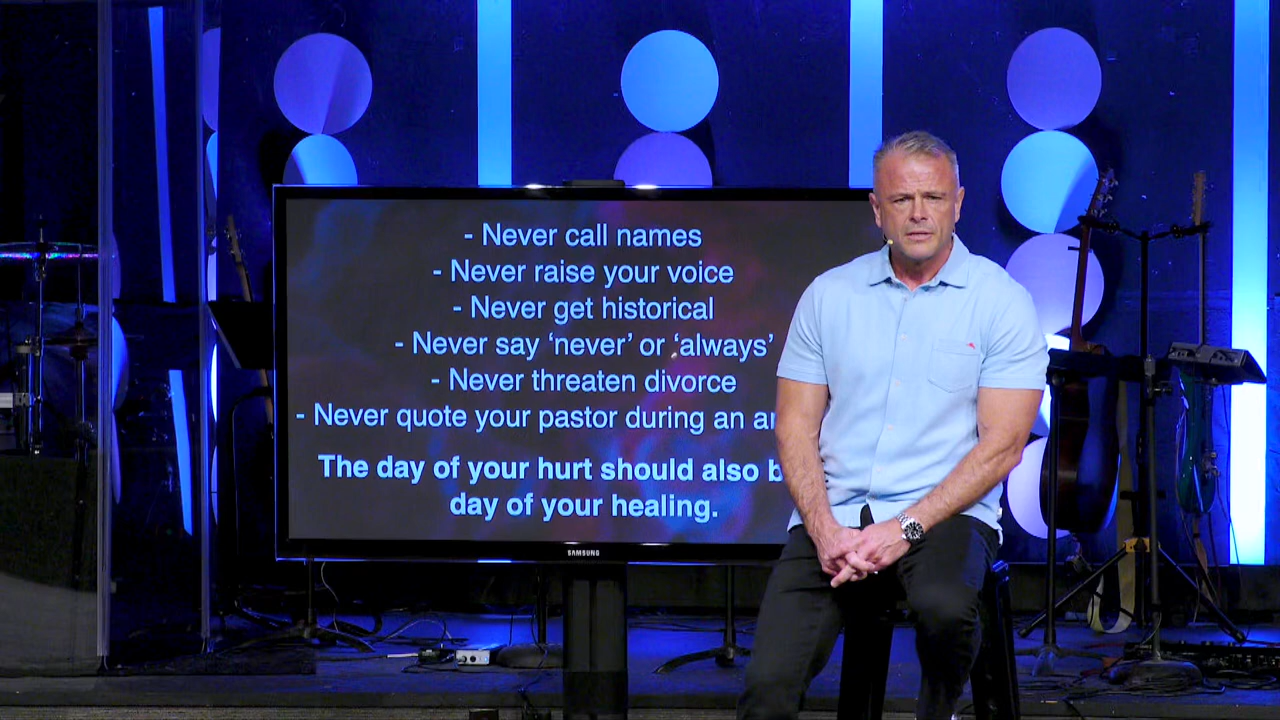 - Never call names
- Never raise your voice
- Never get historical
- Never say ‘never’ or ‘always’
- Never threaten divorce
- Never quote your pastor during an
The day of your hurt should also
day of your healing.
SAMSUNG